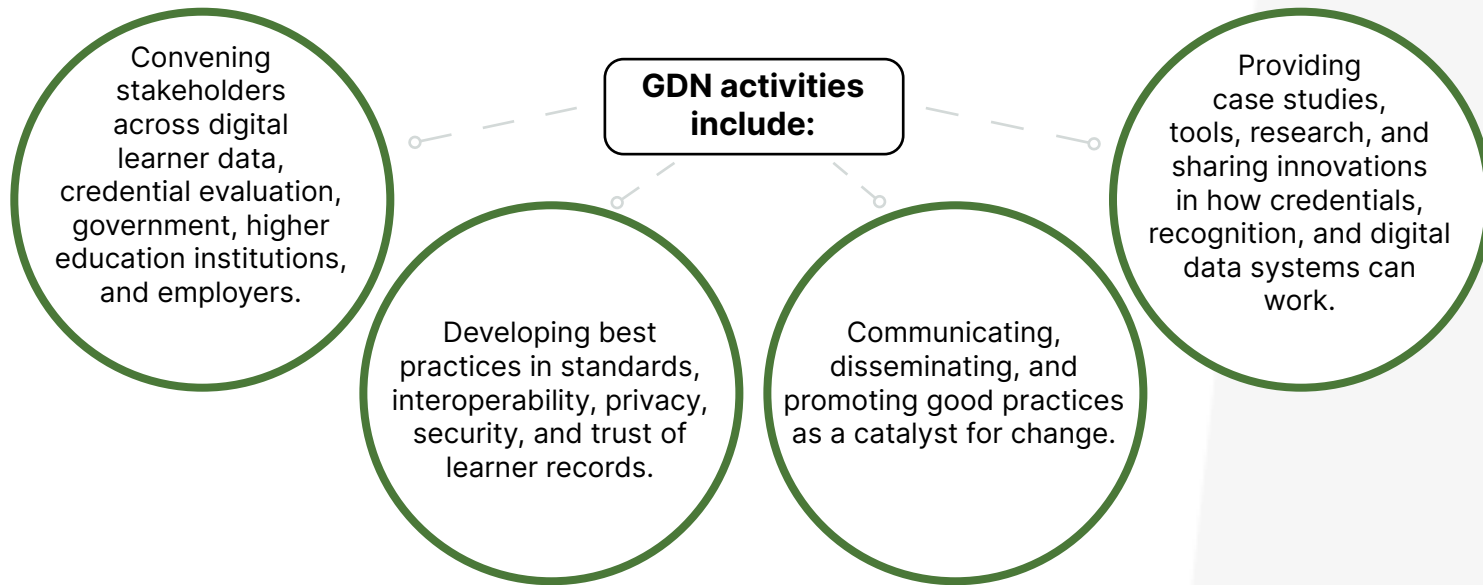 GDN activities
include:
Convening
stakeholders
across digital
learner data,
credential evaluation,
government, higher
education institutions,
and employers.
Developing best
practices in standards,
interoperability, privacy,
security, and trust of
learner records.
Communicating,
disseminating, and
promoting good practices
as a catalyst for change.
Providing
case studies,
tools, research, and
sharing innovations
in how credentials,
recognition, and digital
data systems can
work.